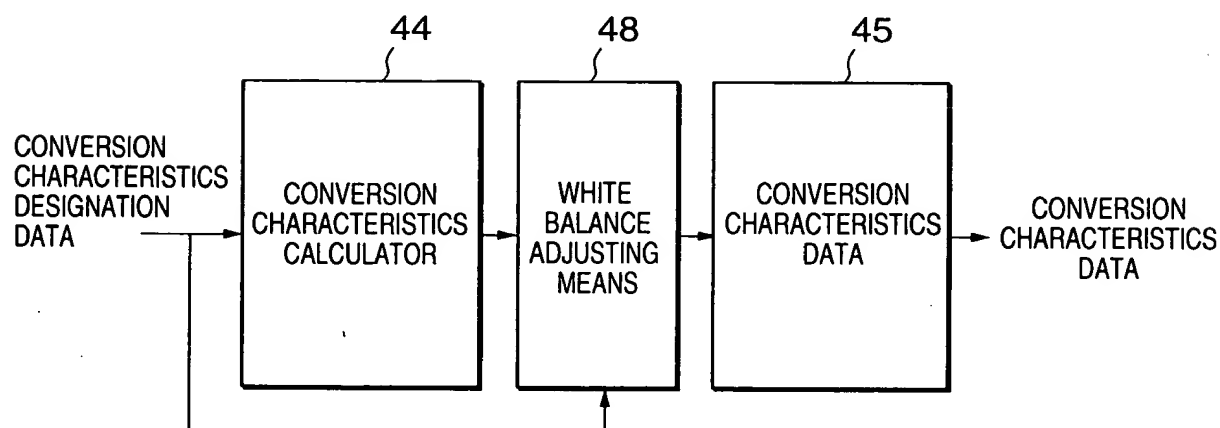 44
48
45
CONVERSION
CHARACTERISTICS
DESIGNATION
DATA
CONVERSION
CHARACTERISTICS
CALCULATOR
WHITE
BALANCE
ADJUSTING
MEANS
CONVERSION
CHARACTERISTICS
DATA
CONVERSION
CHARACTERISTICS
DATA